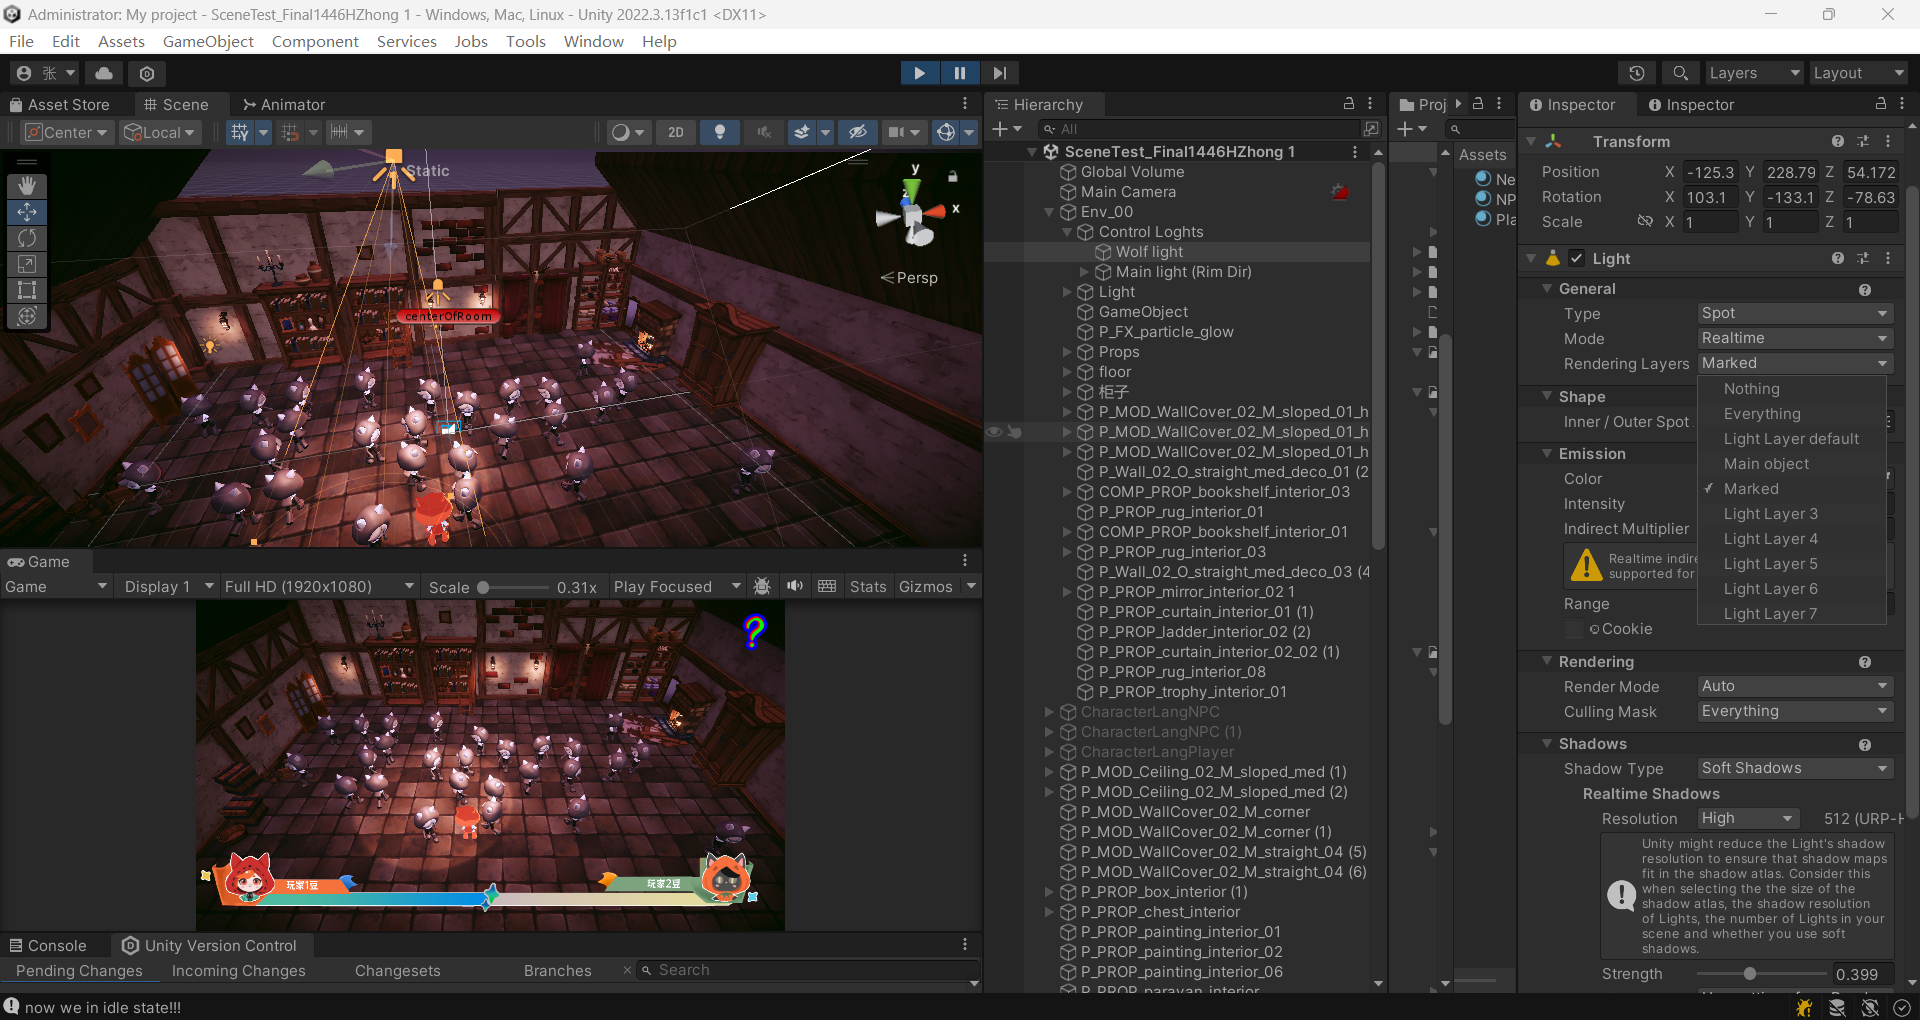 Administrator: My project - SceneTest_Final1446HZhong 1 - Windows, Mac, Linux - Unity 2022.3.13f1c1 <DX11>
File Edit Assets GameObject Component Services Jobs Tools Window Help
张
Layers Layout
Asset Store Scene Animator
Center Local 2D
Static
y
z
x
Persp
centerOfRoom
Game
Game Display 1 Full HD (1920x1080) Scale 0.31x Play Focused Stats Gizmos
?
玩家1豆
玩家2豆
Console Unity Version Control
Pending Changes Incoming Changes Changesets Branches × Search
now we in idle state!!!
Hierarchy
All
SceneTest_Final1446HZhong 1
Global Volume
Main Camera
Env_00
Control Loghts
Wolf light
Main light (Rim Dir)
Light
GameObject
P_FX_particle_glow
Props
floor
柜子
P_MOD_WallCover_02_M_sloped_01_h
P_MOD_WallCover_02_M_sloped_01_h
P_MOD_WallCover_02_M_sloped_01_h
P_Wall_02_O_straight_med_deco_01 (2
COMP_PROP_bookshelf_interior_03
P_PROP_rug_interior_01
COMP_PROP_bookshelf_interior_01
P_PROP_rug_interior_03
P_Wall_02_O_straight_med_deco_03 (4
P_PROP_mirror_interior_02 1
P_PROP_curtain_interior_01 (1)
P_PROP_ladder_interior_02 (2)
P_PROP_curtain_interior_02_02 (1)
P_PROP_rug_interior_08
P_PROP_trophy_interior_01
CharacterLangNPC
CharacterLangNPC (1)
CharacterLangPlayer
P_MOD_Ceiling_02_M_sloped_med (1)
P_MOD_Ceiling_02_M_sloped_med (2)
P_MOD_WallCover_02_M_corner
P_MOD_WallCover_02_M_corner (1)
P_MOD_WallCover_02_M_straight_04 (5)
P_MOD_WallCover_02_M_straight_04 (6)
P_PROP_box_interior (1)
P_PROP_chest_interior
P_PROP_painting_interior_01
P_PROP_painting_interior_02
P_PROP_painting_interior_06
P_PROP_paravan_interior
Proj
Assets
Ne
NP
Pla
Inspector Inspector
Transform
Position X -125.3 Y 228.79 Z 54.172
Rotation X 103.1 Y -133.1 Z -78.63
Scale X 1 Y 1 Z 1
Light
General
Type Spot
Mode Realtime
Rendering Layers Marked
Nothing
Everything
Light Layer default
Main object
Marked
Light Layer 3
Light Layer 4
Light Layer 5
Light Layer 6
Light Layer 7
Shape
Inner / Outer Spot
Emission
Color
Intensity
Indirect Multiplier
Realtime indire
supported for
Range
Cookie
Rendering
Render Mode Auto
Culling Mask Everything
Shadows
Shadow Type Soft Shadows
Realtime Shadows
Resolution High 512 (URP-H
Unity might reduce the Light's shadow
resolution to ensure that shadow maps
fit in the shadow atlas. Consider this
when selecting the the size of the
shadow atlas, the shadow resolution
of Lights, the number of Lights in your
scene and whether you use soft
shadows.
Strength 0.399